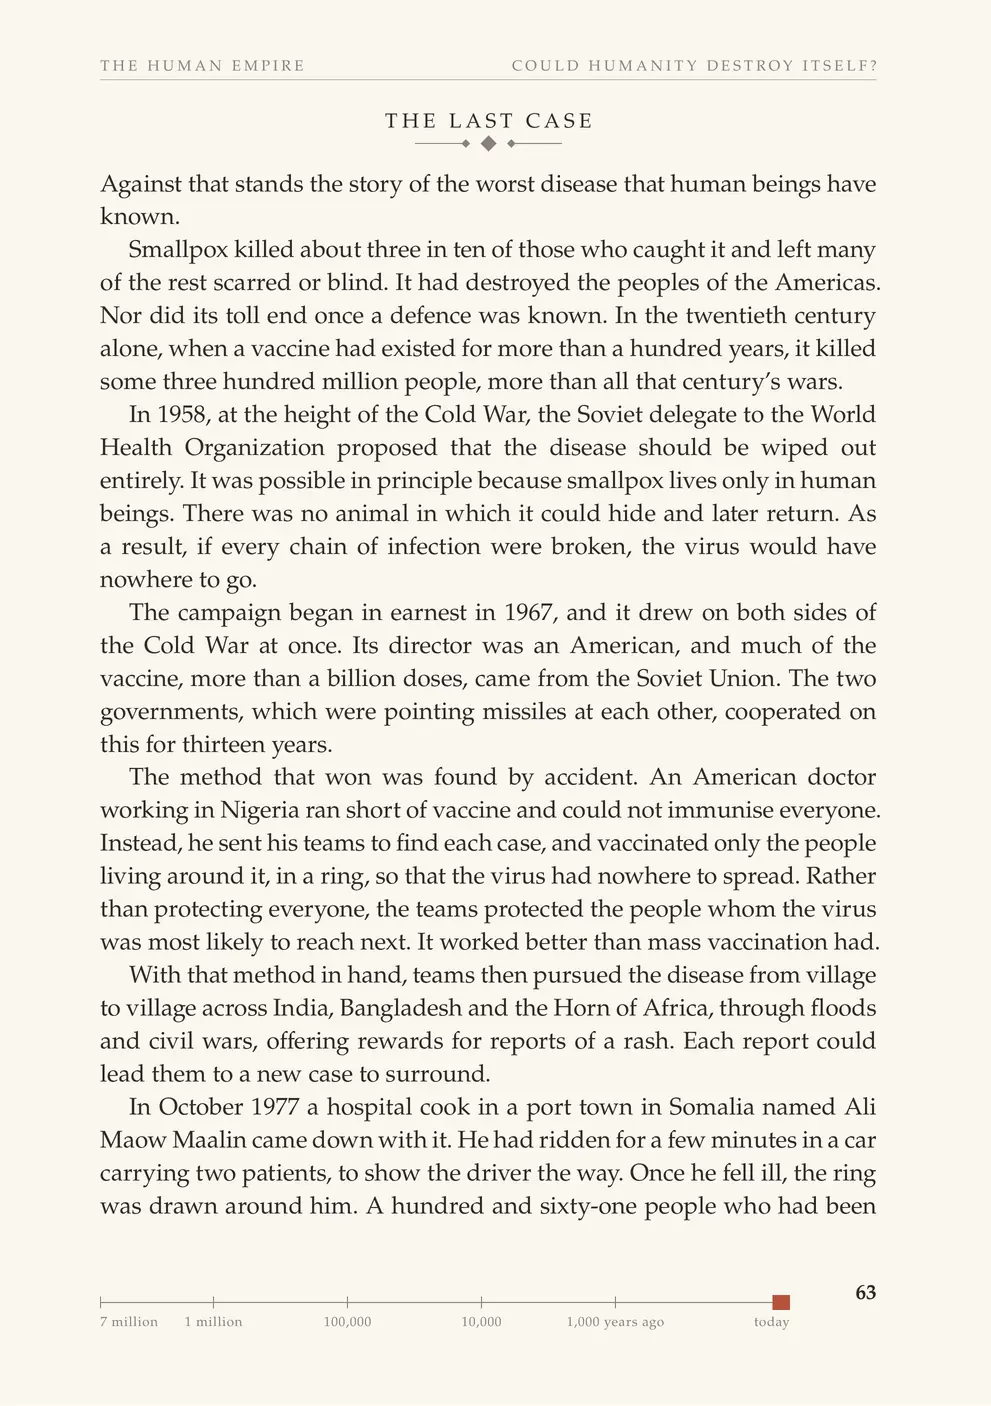 THE HUMAN EMPIRE
COULD HUMANITY DESTROY ITSELF?
THE LAST CASE
Against that stands the story of the worst disease that human beings have
known.
Smallpox killed about three in ten of those who caught it and left many
of the rest scarred or blind. It had destroyed the peoples of the Americas.
Nor did its toll end once a defence was known. In the twentieth century
alone, when a vaccine had existed for more than a hundred years, it killed
some three hundred million people, more than all that century’s wars.
In 1958, at the height of the Cold War, the Soviet delegate to the World
Health Organization proposed that the disease should be wiped out
entirely. It was possible in principle because smallpox lives only in human
beings. There was no animal in which it could hide and later return. As
a result, if every chain of infection were broken, the virus would have
nowhere to go.
The campaign began in earnest in 1967, and it drew on both sides of
the Cold War at once. Its director was an American, and much of the
vaccine, more than a billion doses, came from the Soviet Union. The two
governments, which were pointing missiles at each other, cooperated on
this for thirteen years.
The method that won was found by accident. An American doctor
working in Nigeria ran short of vaccine and could not immunise everyone.
Instead, he sent his teams to find each case, and vaccinated only the people
living around it, in a ring, so that the virus had nowhere to spread. Rather
than protecting everyone, the teams protected the people whom the virus
was most likely to reach next. It worked better than mass vaccination had.
With that method in hand, teams then pursued the disease from village
to village across India, Bangladesh and the Horn of Africa, through floods
and civil wars, offering rewards for reports of a rash. Each report could
lead them to a new case to surround.
In October 1977 a hospital cook in a port town in Somalia named Ali
Maow Maalin came down with it. He had ridden for a few minutes in a car
carrying two patients, to show the driver the way. Once he fell ill, the ring
was drawn around him. A hundred and sixty-one people who had been
63
7 million 1 million 100,000 10,000 1,000 years ago today